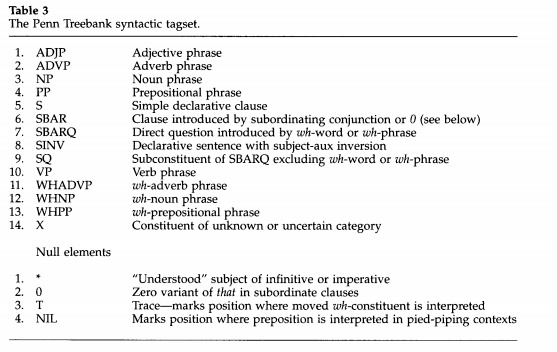 Table 3
The Penn Treebank syntactic tagset.
1. ADJP Adjective phrase
2. ADVP Adverb phrase
3. NP Noun phrase
4. PP Prepositional phrase
5. S Simple declarative clause
6. SBAR Clause introduced by subordinating conjunction or 0 (see below)
7. SBARQ Direct question introduced by wh-word or wh-phrase
8. SINV Declarative sentence with subject-aux inversion
9. SQ Subconstituent of SBARQ excluding wh-word or wh-phrase
10. VP Verb phrase
11. WHADVP wh-adverb phrase
12. WHNP wh-noun phrase
13. WHPP wh-prepositional phrase
14. X Constituent of unknown or uncertain category
Null elements
1. * “Understood” subject of infinitive or imperative
2. 0 Zero variant of that in subordinate clauses
3. T Trace—marks position where moved wh-constituent is interpreted
4. NIL Marks position where preposition is interpreted in pied-piping contexts